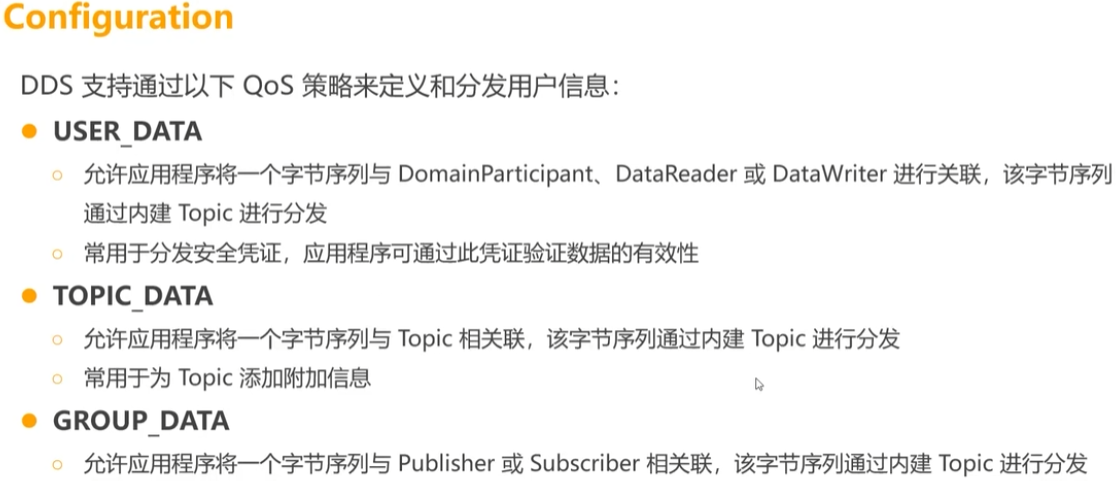 Configuration
DDS 支持通过以下 QoS 策略来定义和分发用户信息：
USER_DATA
允许应用程序将一个字节序列与 DomainParticipant、DataReader 或 DataWriter 进行关联，该字节序列
通过内建 Topic 进行分发
常用于分发安全凭证，应用程序可通过此凭证验证数据的有效性
TOPIC_DATA
允许应用程序将一个字节序列与 Topic 相关联，该字节序列通过内建 Topic 进行分发
常用于为 Topic 添加附加信息
GROUP_DATA
允许应用程序将一个字节序列与 Publisher 或 Subscriber 相关联，该字节序列通过内建 Topic 进行分发